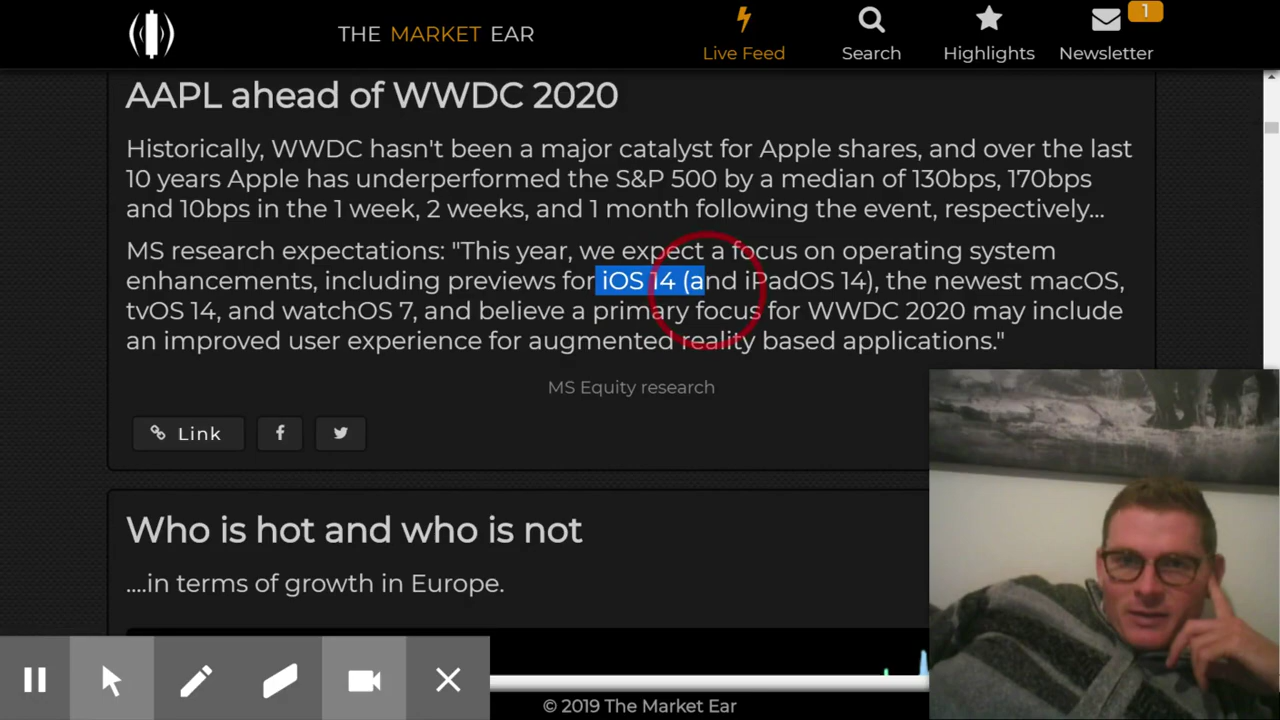 THE MARKET EAR
Live Feed
Search
Highlights
1
Newsletter
AAPL ahead of WWDC 2020
Historically, WWDC hasn't been a major catalyst for Apple shares, and over the last
10 years Apple has underperformed the S&P 500 by a median of 130bps, 170bps
and 10bps in the 1 week, 2 weeks, and 1 month following the event, respectively...
MS research expectations: "This year, we expect a focus on operating system
enhancements, including previews for iOS 14 (and iPadOS 14), the newest macOS,
tvOS 14, and watchOS 7, and believe a primary focus for WWDC 2020 may include
an improved user experience for augmented reality based applications."
MS Equity research
Link
Who is hot and who is not
....in terms of growth in Europe.
© 2019 The Market Ear